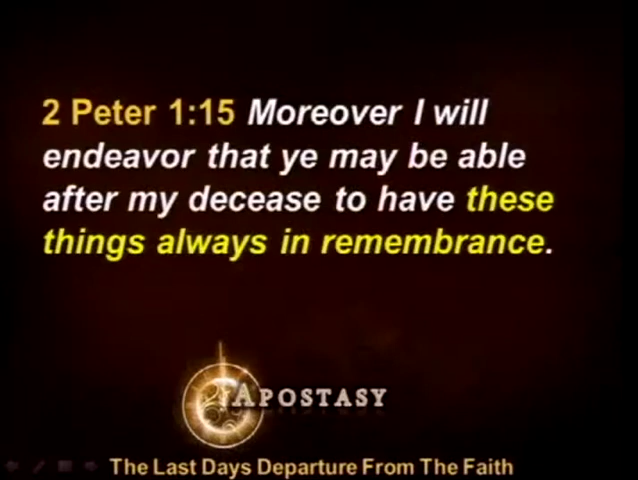 2 Peter 1:15 Moreover I will
endeavor that ye may be able
after my decease to have these
things always in remembrance.
APOSTASY
The Last Days Departure From The Faith